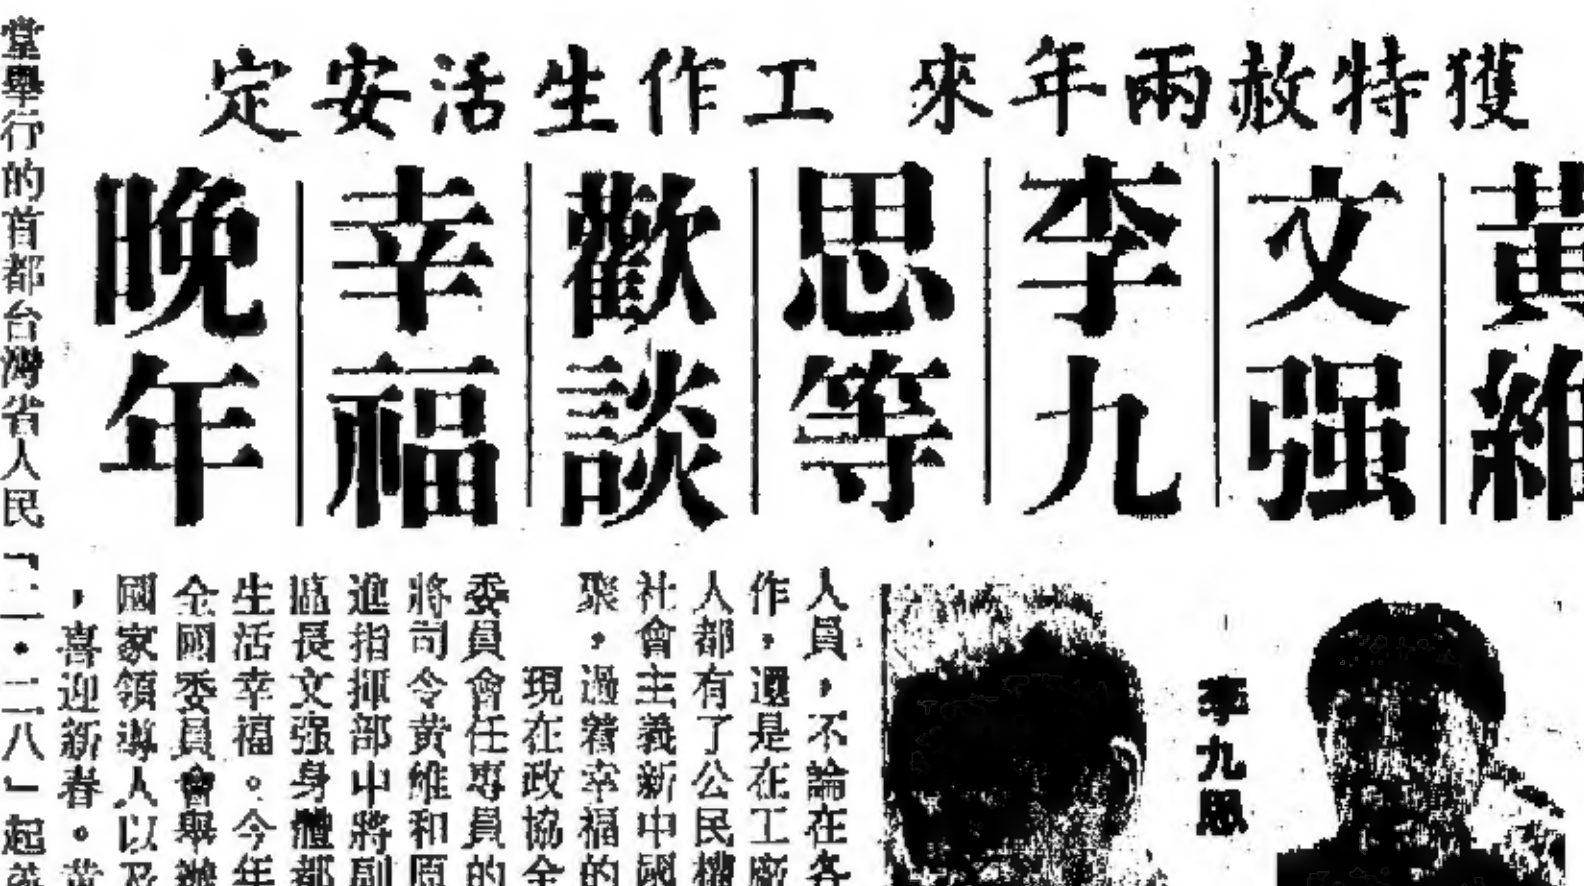 獲特赦兩年來 工作生活安定
黃維
文强
李九
思等
歡談
幸福
晚年
李九思
人員，不論在各
作，還是在工廠
人都有了公民權
社會主義新中國
聚，過着幸福的
現在政協全
委員會任專員的
將司令黃維和原
進指揮部中將副
區長文强身體都
生活幸福。今年
全國委員會舉辦
國家領導人以及
，喜迎新春。黃
堂舉行的首都台灣省人民「二·二八」起義